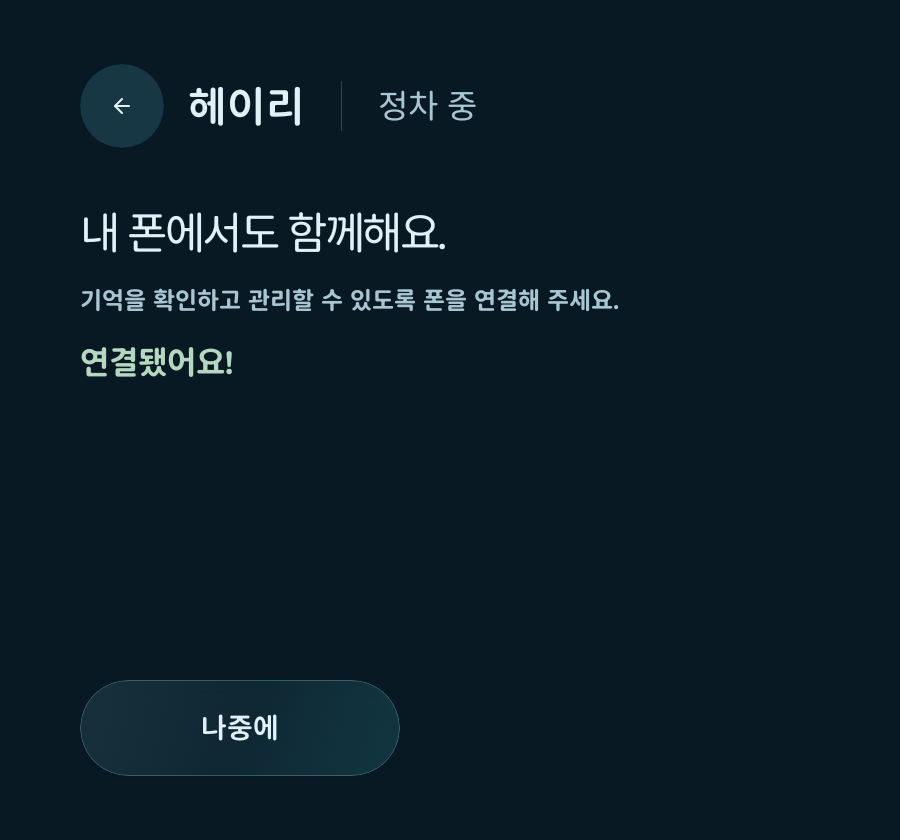 헤이리
정차 중
내 폰에서도 함께해요.
기억을 확인하고 관리할 수 있도록 폰을 연결해 주세요.
연결됐어요!
나중에